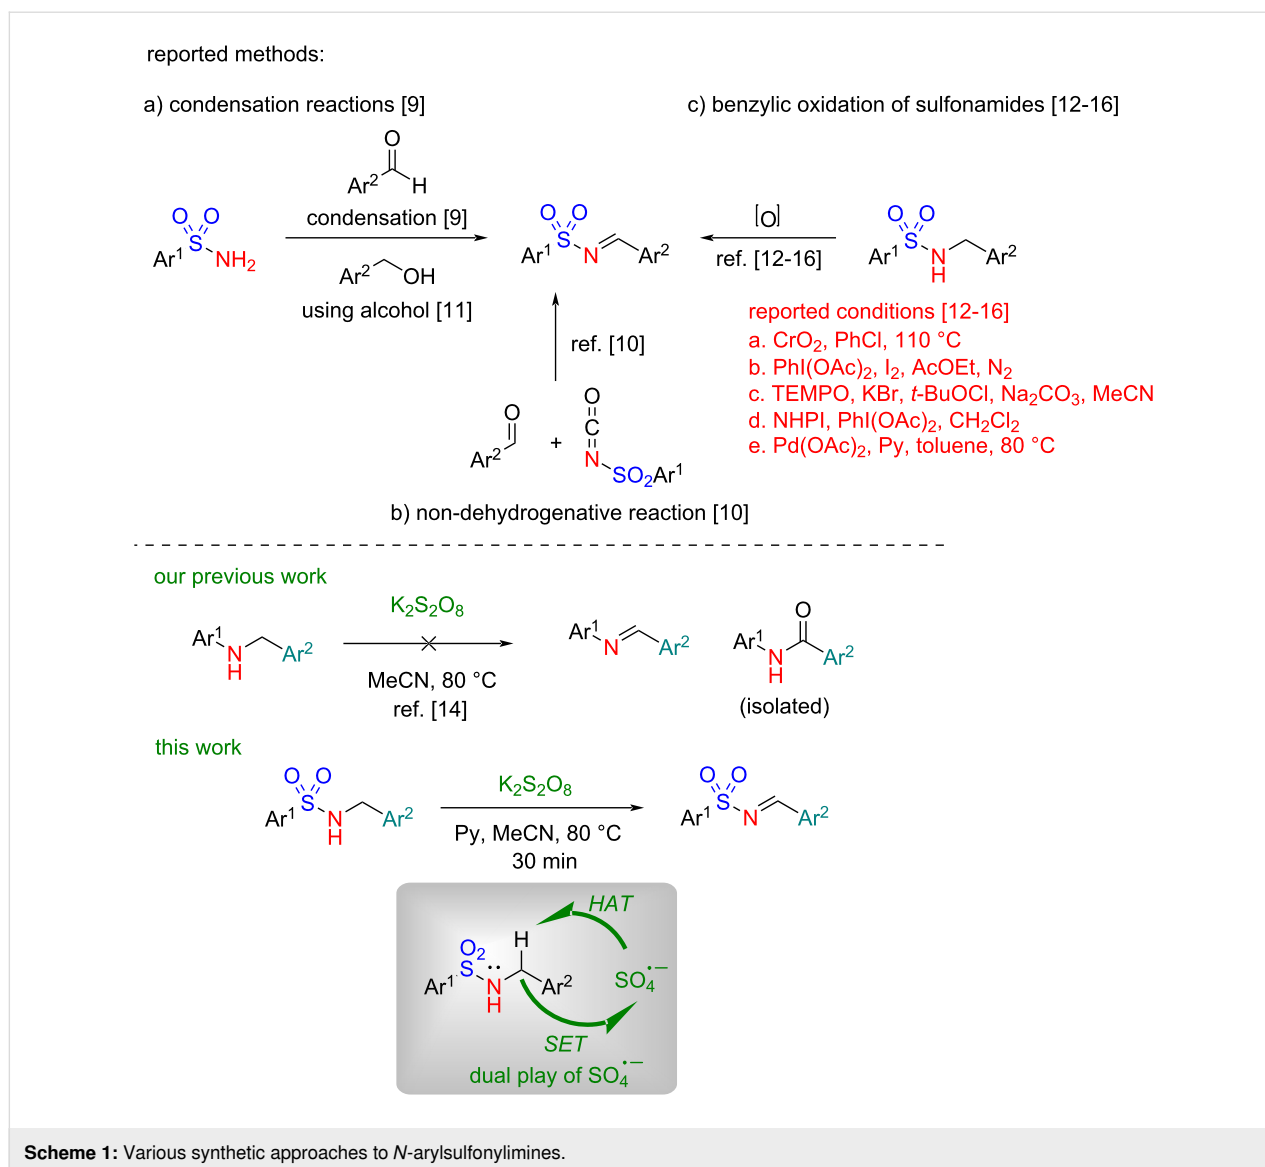 reported methods:
a) condensation reactions [9]
c) benzylic oxidation of sulfonamides [12-16]
O
Ar2 H
condensation [9]
O O
S
Ar1 NH2
Ar2 OH
using alcohol [11]
O O
S
Ar1 N Ar2
[O]
ref. [12-16]
O O
S
Ar1 N Ar2
H
ref. [10]
reported conditions [12-16]
a. CrO2, PhCl, 110 °C
b. PhI(OAc)2, I2, AcOEt, N2
c. TEMPO, KBr, t-BuOCl, Na2CO3, MeCN
d. NHPI, PhI(OAc)2, CH2Cl2
e. Pd(OAc)2, Py, toluene, 80 °C
O
Ar2
+
O
C
N
SO2Ar1
b) non-dehydrogenative reaction [10]
our previous work
Ar1 N Ar2
H
K2S2O8
MeCN, 80 °C
ref. [14]
Ar1 N Ar2
O
Ar1 N Ar2
H
(isolated)
this work
O O
S
Ar1 N Ar2
H
K2S2O8
Py, MeCN, 80 °C
30 min
O O
S
Ar1 N Ar2
HAT
H
O2
S
Ar1 N Ar2
H
SO4•−
SET
dual play of SO4•−
Scheme 1: Various synthetic approaches to N-arylsulfonylimines.